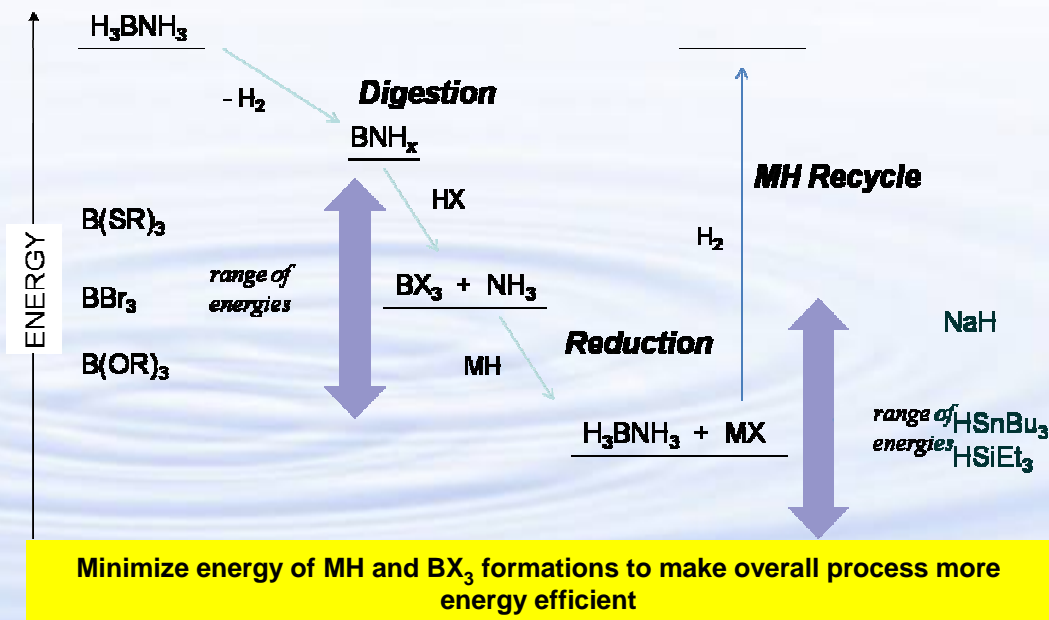 H₃BNH₃
- H₂
Digestion
BNHₓ
HX
MH Recycle
B(SR)₃
H₂
ENERGY
range of
energies
BBr₃
BX₃ + NH₃
NaH
Reduction
B(OR)₃
MH
range of
energies
HSnBu₃
HSiEt₃
H₃BNH₃ + MX
Minimize energy of MH and BX₃ formations to make overall process more
energy efficient